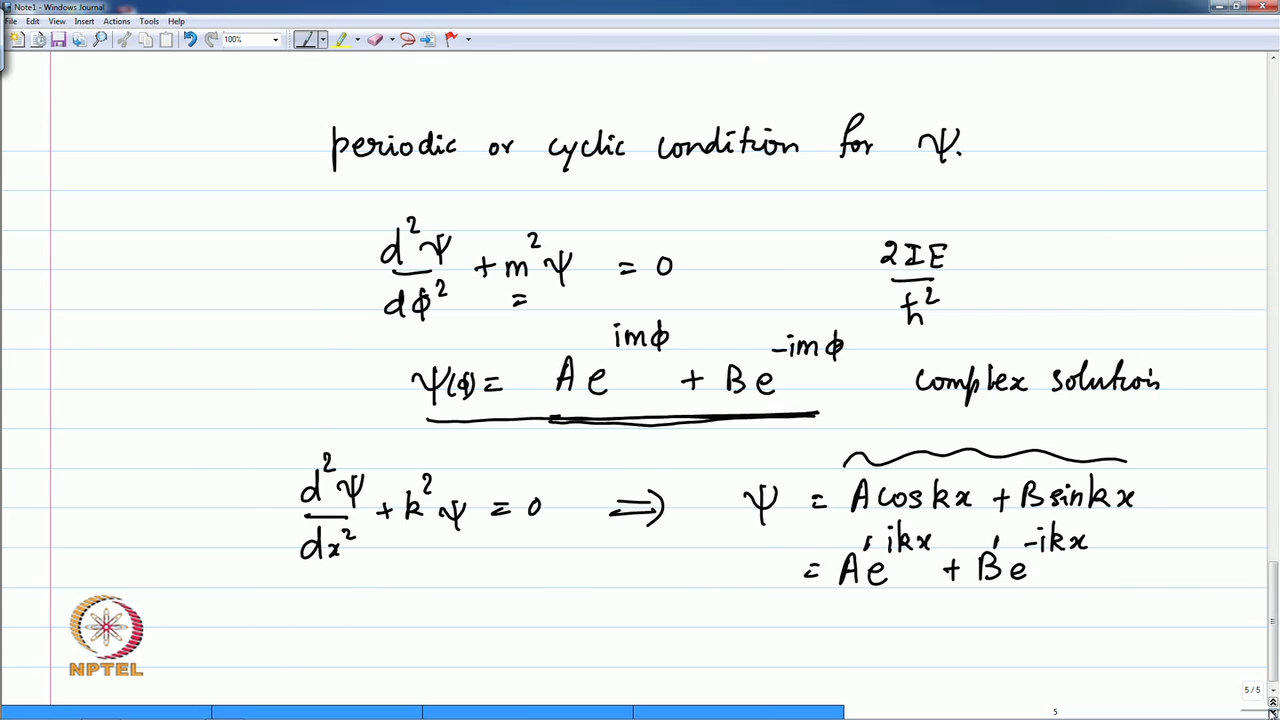 Note1 - Windows Journal
File Edit View Insert Actions Tools Help
100%
periodic or cyclic condition for Ψ.
d²Ψ/dϕ² + m²Ψ = 0
2IE/ħ²
Ψ(ϕ) = A e^{imϕ} + B e^{-imϕ} complex solution
d²Ψ/dx² + k²Ψ = 0 ⟹ Ψ = A cos kx + B sin kx
= A' e^{ikx} + B' e^{-ikx}
NPTEL
5 / 5
5